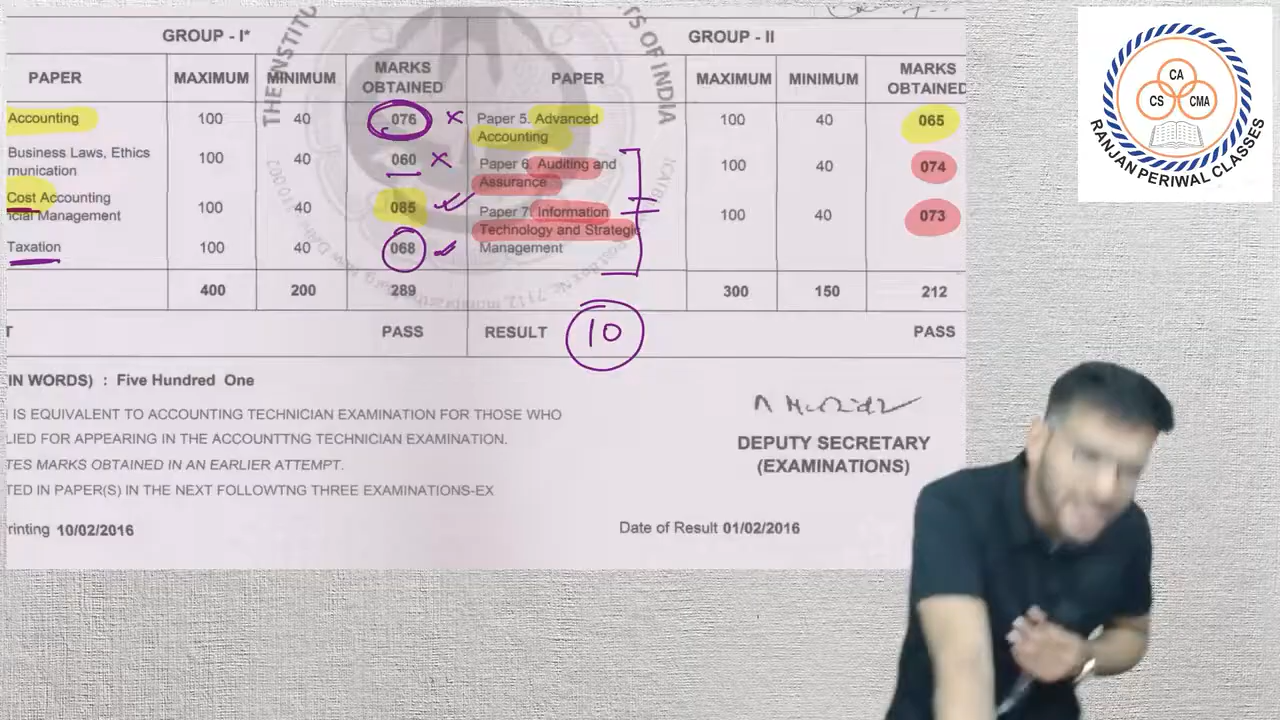 GROUP - I*
GROUP - II
PAPER MAXIMUM MINIMUM MARKS OBTAINED PAPER MAXIMUM MINIMUM MARKS OBTAINED
Accounting 100 40 076 x Paper 5. Advanced Accounting 100 40 065
Business Laws, Ethics
munication 100 40 060 x Paper 6. Auditing and Assurance 100 40 074
Cost Accounting
icial Management 100 40 085 Paper 7. Information Technology and Strategic Management 100 40 073
Taxation 100 40 068
400 200 289 300 150 212
T PASS RESULT 10 PASS
IN WORDS) : Five Hundred One
I IS EQUIVALENT TO ACCOUNTING TECHNICIAN EXAMINATION FOR THOSE WHO
LIED FOR APPEARING IN THE ACCOUNTTNG TECHNICIAN EXAMINATION.
TES MARKS OBTAINED IN AN EARLIER ATTEMPT.
TED IN PAPER(S) IN THE NEXT FOLLOWTNG THREE EXAMINATIONS-EX
DEPUTY SECRETARY
(EXAMINATIONS)
rinting 10/02/2016
Date of Result 01/02/2016
THE INSTITU
TS OF INDIA
CA
CS CMA
RANJAN PERIWAL CLASSES